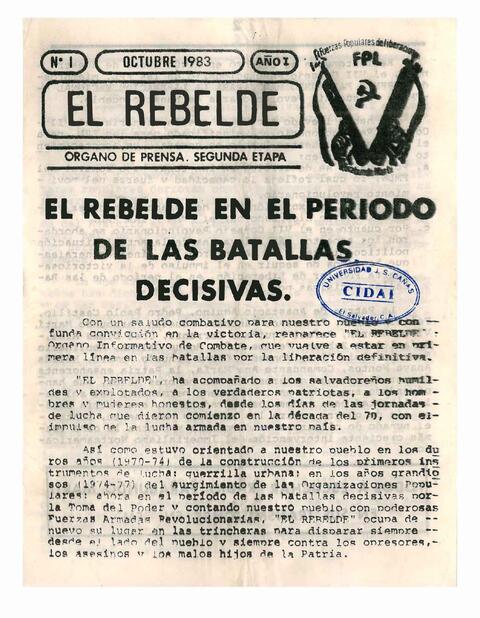 Nº I
OCTUBRE 1983
AÑO I
Fuerzas Populares de liberación
FPL
EL REBELDE
ORGANO DE PRENSA. SEGUNDA ETAPA
EL REBELDE EN EL PERIODO
DE LAS BATALLAS
DECISIVAS.
UNIVERSIDAD J. S. CAÑAS
CIDAI
El Salvador, C. A.
Con un saludo combativo para nuestro pueblo y con --
funda convicción en la victoria, reaparece "EL REBELDE"
Organo Informativo de Combate, que vuelve a estar en pri-
mera línea en las batallas por la liberación definitiva.
"EL REBELDE", ha acompañado a los salvadoreños humil-
des y explotados, a los verdaderos patriotas, a los hom--
bres y mujeres honestos, desde los días de las jornadas -
de lucha que dieron comienzo en la década del 70, con el-
impulso de la lucha armada en nuestro país.
Así como estuvo orientado a nuestro pueblo en los du
ros años (1970-74) de la construcción de los primeros ins
trumentos de lucha: guerrilla urbana; en los años grandio
sos (1974-77) del surgimiento de las Organizaciones Popu-
lares; ahora en el período de las batallas decisivas por-
la Toma del Poder y contando nuestro pueblo con poderosas
Fuerzas Armadas Revolucionarias, "EL REBELDE" ocupa de --
nuevo su lugar en las trincheras para disparar siempre --
desde el lado del pueblo y siempre contra los opresores,-
los asesinos y los malos hijos de la Patria.